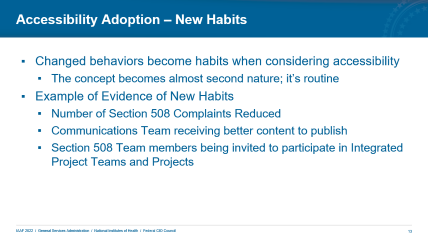 Accessibility Adoption – New Habits
▪ Changed behaviors become habits when considering accessibility
▪ The concept becomes almost second nature; it's routine
▪ Example of Evidence of New Habits
▪ Number of Section 508 Complaints Reduced
▪ Communications Team receiving better content to publish
▪ Section 508 Team members being invited to participate in Integrated
Project Teams and Projects
2022 | General Services Administration | National Institutes of Health | Federal CIO Council